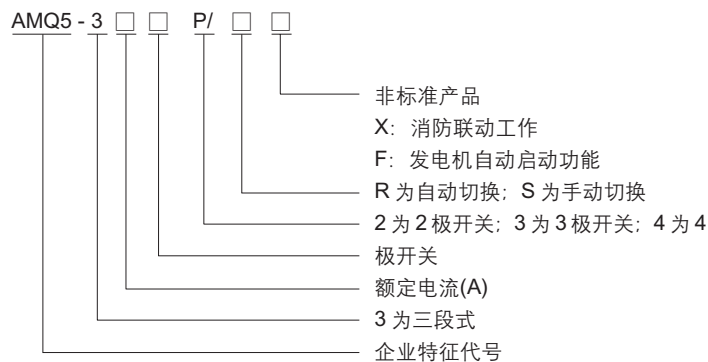 AMQ5 - 3 □ □ P/ □ □
非标准产品
X: 消防联动工作
F: 发电机自动启动功能
R 为自动切换; S 为手动切换
2 为 2 极开关; 3 为 3 极开关; 4 为 4
极开关
额定电流(A)
3 为三段式
企业特征代号